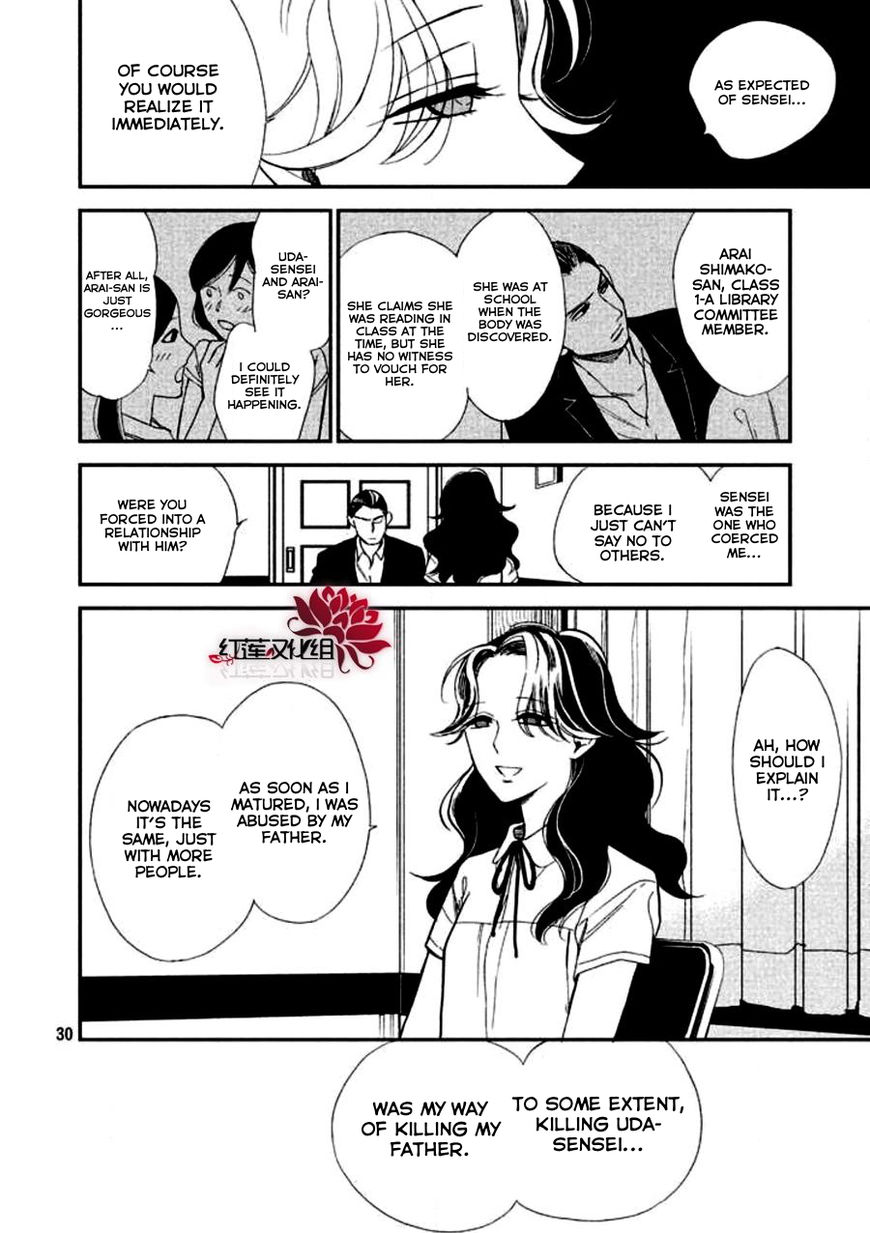 AS EXPECTED
OF SENSEI...
OF COURSE
YOU WOULD
REALIZE IT
IMMEDIATELY.
ARAI
SHIMAKO-
SAN, CLASS
1-A LIBRARY
COMMITTEE
MEMBER.
SHE WAS AT
SCHOOL
WHEN THE
BODY WAS
DISCOVERED.
SHE CLAIMS SHE
WAS READING IN
CLASS AT THE
TIME, BUT SHE
HAS NO WITNESS
TO VOUCH FOR
HER.
UDA-
SENSEI
AND ARAI-
SAN?
I COULD
DEFINITELY
SEE IT
HAPPENING.
AFTER ALL,
ARAI-SAN IS
JUST
GORGEOUS
...
SENSEI
WAS THE
ONE WHO
COERCED
ME...
BECAUSE I
JUST CAN'T
SAY NO TO
OTHERS.
WERE YOU
FORCED INTO A
RELATIONSHIP
WITH HIM?
AH, HOW
SHOULD I
EXPLAIN
IT...?
红莲汉化组
AS SOON AS I
MATURED, I WAS
ABUSED BY MY
FATHER.
NOWADAYS
IT'S THE
SAME, JUST
WITH MORE
PEOPLE.
30
TO SOME EXTENT,
KILLING UDA-
SENSEI...
WAS MY WAY
OF KILLING MY
FATHER.